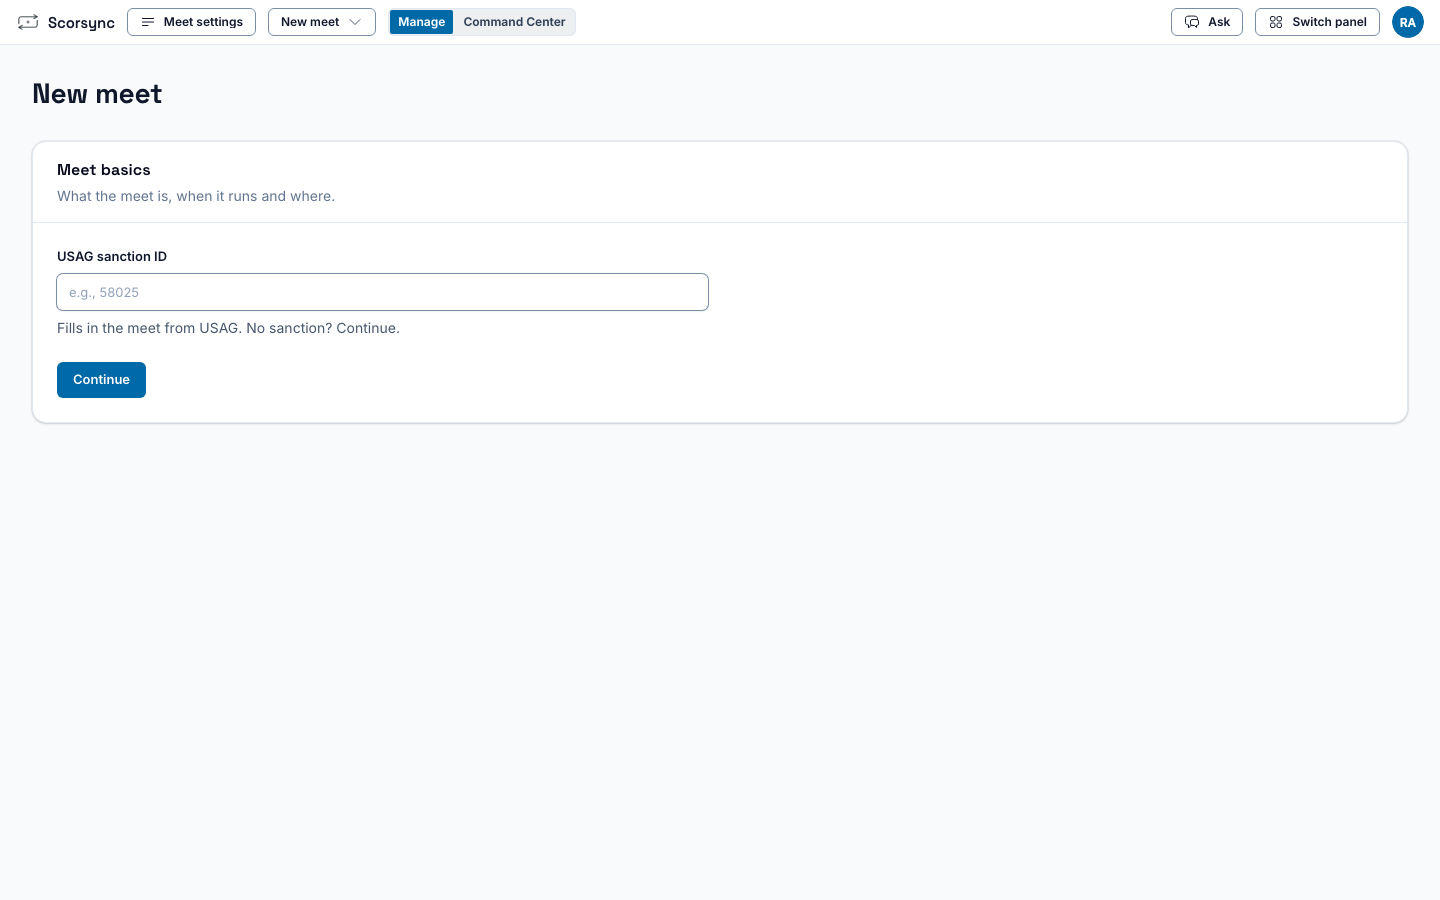 Scorsync
Meet settings
New meet
Manage
Command Center
Ask
Switch panel
RA
New meet
Meet basics
What the meet is, when it runs and where.
USAG sanction ID
e.g., 58025
Fills in the meet from USAG. No sanction? Continue.
Continue